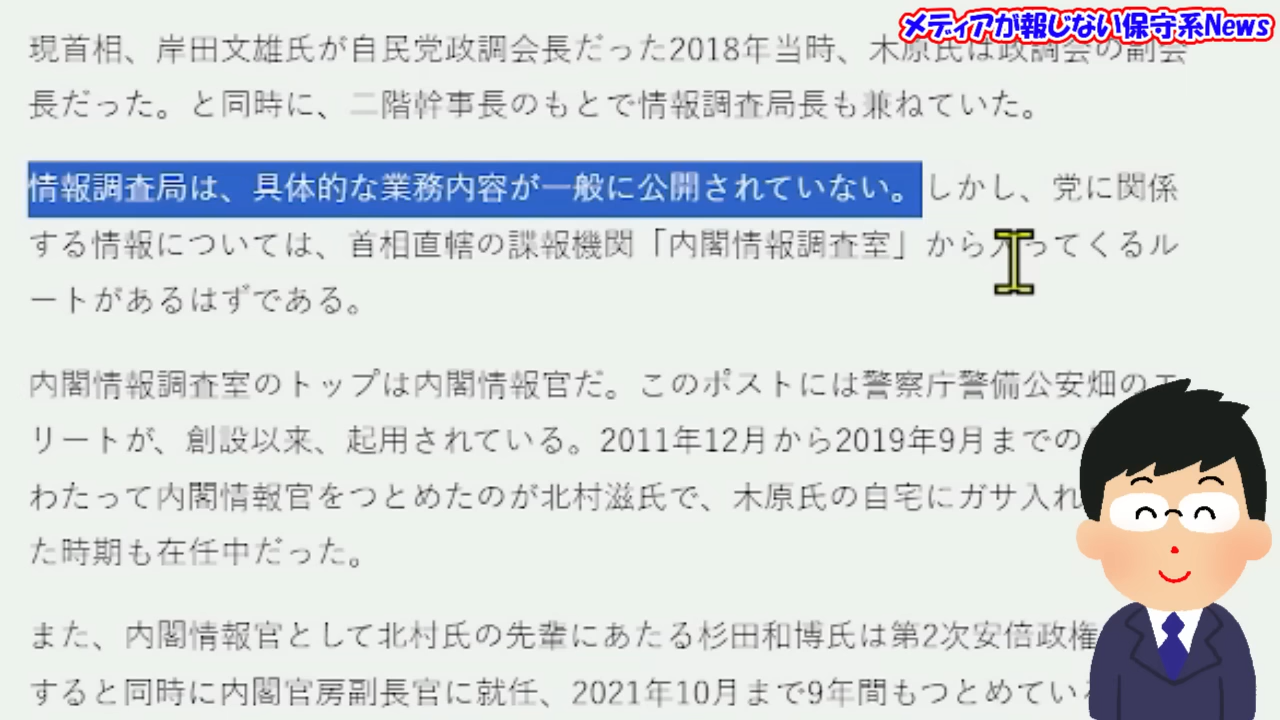 メディアが報じない保守系News
現首相、岸田文雄氏が自民党政調会長だった2018年当時、木原氏は政調会の副会
長だった。と同時に、二階幹事長のもとで情報調査局長も兼ねていた。
情報調査局は、具体的な業務内容が一般に公開されていない。しかし、党に関係
する情報については、首相直轄の諜報機関「内閣情報調査室」から入ってくるル
ートがあるはずである。
内閣情報調査室のトップは内閣情報官だ。このポストには警察庁警備公安畑のエ
リートが、創設以来、起用されている。2011年12月から2019年9月までの
わたって内閣情報官をつとめたのが北村滋氏で、木原氏の自宅にガサ入れ
た時期も在任中だった。
また、内閣情報官として北村氏の先輩にあたる杉田和博氏は第2次安倍政権
すると同時に内閣官房副長官に就任、2021年10月まで9年間もつとめてい